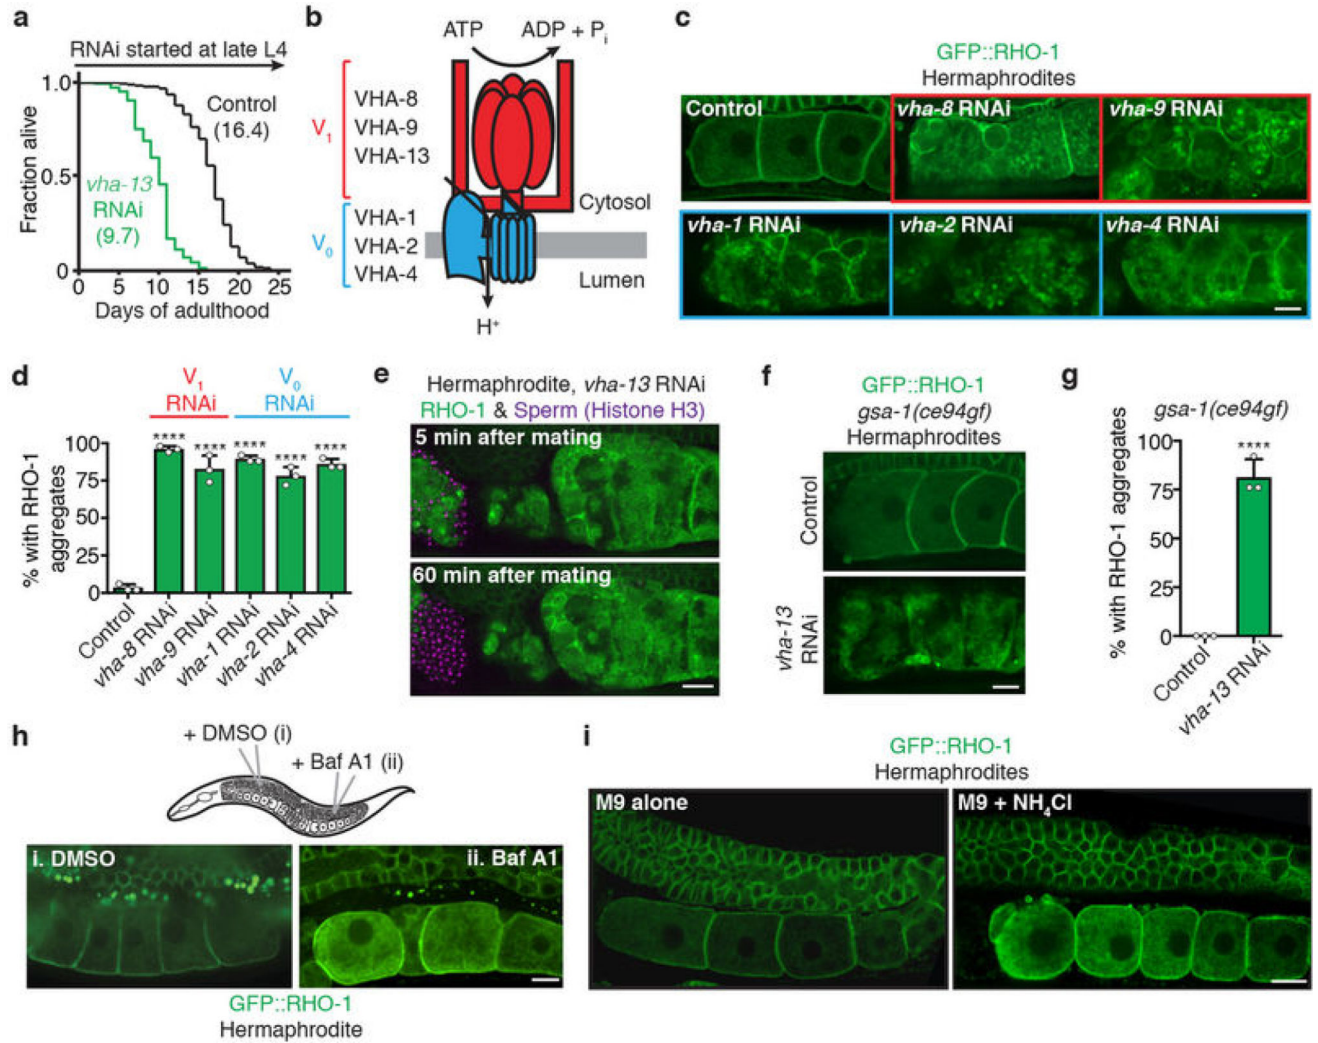 a
RNAi started at late L4
Fraction alive
1.0
0.5
0
Control
(16.4)
vha-13
RNAi
(9.7)
0 5 10 15 20 25
Days of adulthood
b
ATP
ADP + Pi
V1
VHA-8
VHA-9
VHA-13
V0
VHA-1
VHA-2
VHA-4
Cytosol
Lumen
H+
c
GFP::RHO-1
Hermaphrodites
Control
vha-8 RNAi
vha-9 RNAi
vha-1 RNAi
vha-2 RNAi
vha-4 RNAi
d
V1
RNAi
V0
RNAi
% with RHO-1
aggregates
100
75
50
25
0
****
****
****
****
****
Control
vha-8 RNAi
vha-9 RNAi
vha-1 RNAi
vha-2 RNAi
vha-4 RNAi
e
Hermaphrodite, vha-13 RNAi
RHO-1 & Sperm (Histone H3)
5 min after mating
60 min after mating
f
GFP::RHO-1
gsa-1(ce94gf)
Hermaphrodites
Control
vha-13
RNAi
g
gsa-1(ce94gf)
% with RHO-1 aggregates
100
75
50
25
0
****
Control
vha-13 RNAi
h
+ DMSO (i)
+ Baf A1 (ii)
i. DMSO
ii. Baf A1
GFP::RHO-1
Hermaphrodite
i
GFP::RHO-1
Hermaphrodites
M9 alone
M9 + NH4Cl